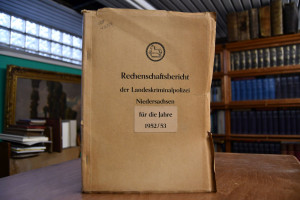 Rechenschaftsbericht
der Landeskriminalpolizei
Niedersachsen
für die Jahre
1952/53